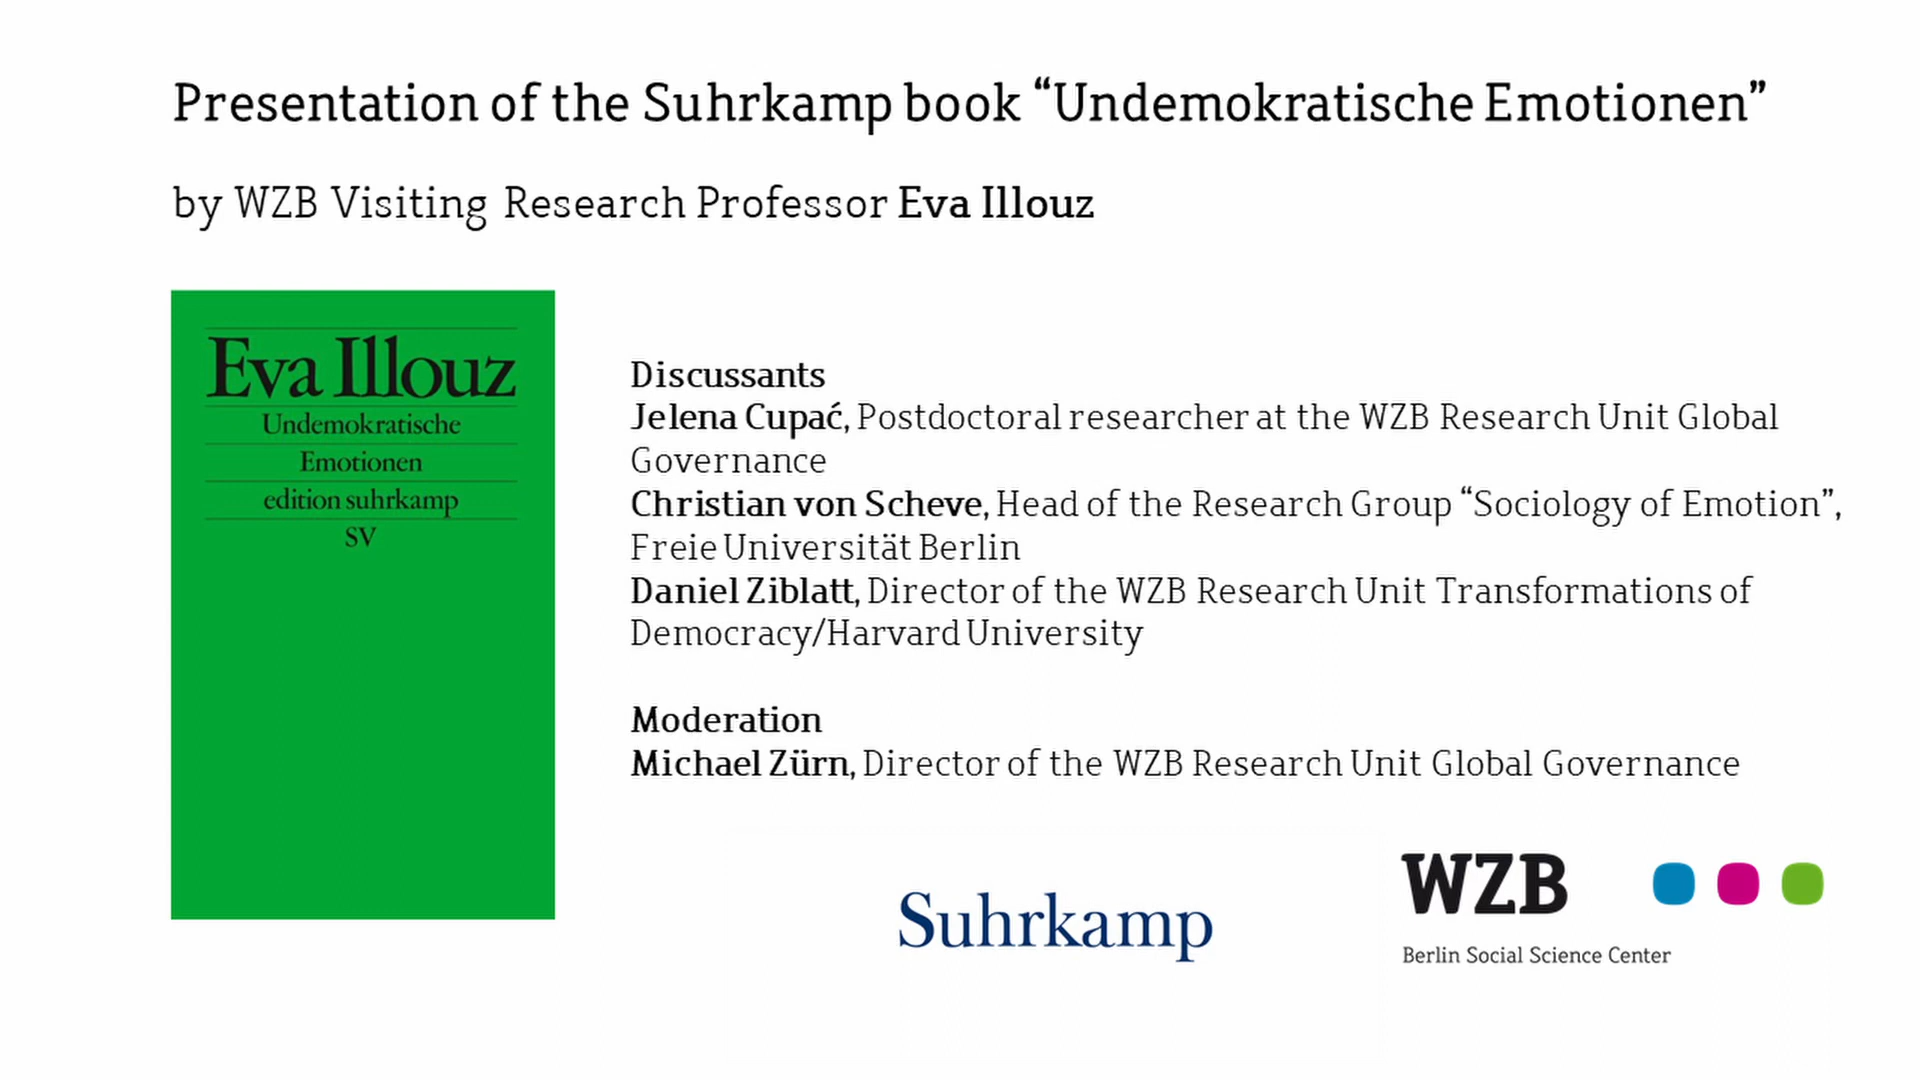 Presentation of the Suhrkamp book “Undemokratische Emotionen”
by WZB Visiting Research Professor Eva Illouz
Eva Illouz
Undemokratische
Emotionen
edition suhrkamp
SV
Discussants
Jelena Cupać, Postdoctoral researcher at the WZB Research Unit Global
Governance
Christian von Scheve, Head of the Research Group “Sociology of Emotion”,
Freie Universität Berlin
Daniel Ziblatt, Director of the WZB Research Unit Transformations of
Democracy/Harvard University
Moderation
Michael Zürn, Director of the WZB Research Unit Global Governance
Suhrkamp
WZB
Berlin Social Science Center